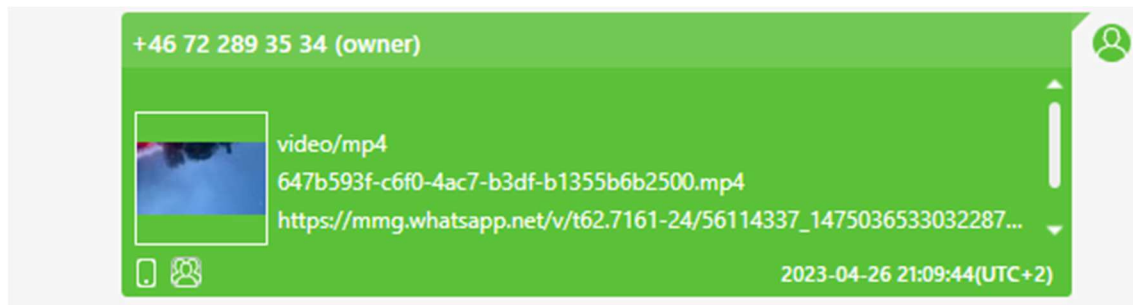 +46 72 289 35 34 (owner)
video/mp4
647b593f-c6f0-4ac7-b3df-b1355b6b2500.mp4
https://mmg.whatsapp.net/v/t62.7161-24/56114337_1475036533032287...
2023-04-26 21:09:44(UTC+2)